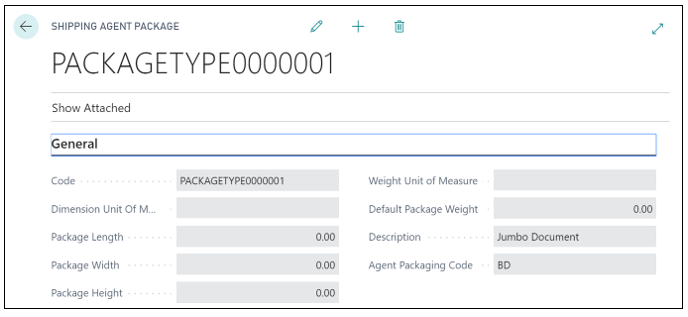 SHIPPING AGENT PACKAGE
PACKAGETYPE0000001
Show Attached
General
Code PACKAGETYPE0000001
Dimension Unit Of M...
Package Length 0.00
Package Width 0.00
Package Height 0.00
Weight Unit of Measure
Default Package Weight 0.00
Description Jumbo Document
Agent Packaging Code BD